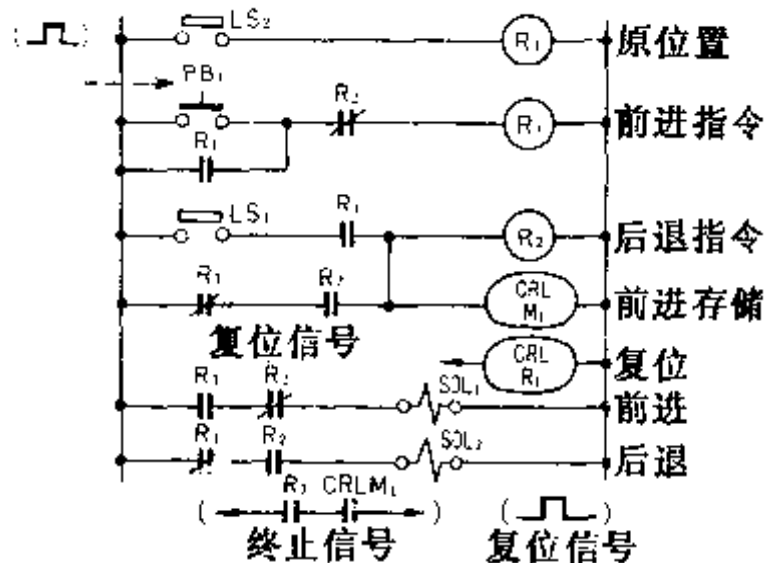 LS₂ R₁ 原位置
PB₁ R₂ R₁ 前进指令
R₁
LS₁ R₁ R₂ 后退指令
R₁ R₂ CRL M₁ 前进存储
复位信号 CRL R₁ 复位
R₁ R₂ SOL₁ 前进
R₁ R₂ SOL₂ 后退
( CRLM₁ )
终止信号 复位信号